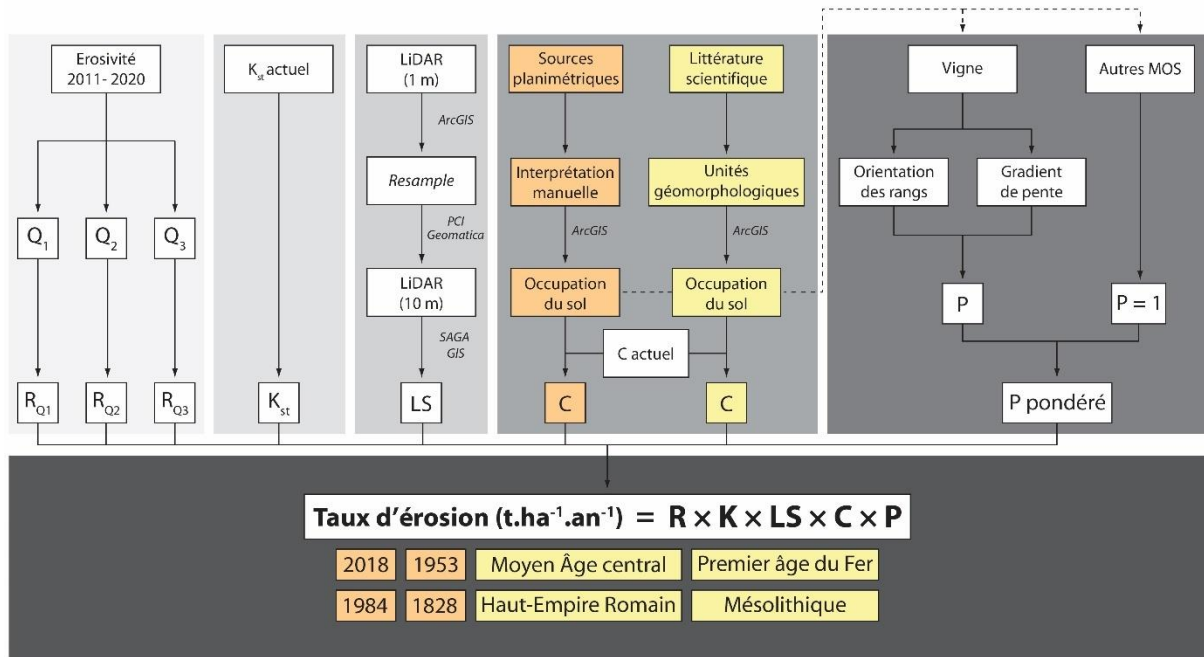 Erosivité
2011- 2020
Q1
Q2
Q3
RQ1
RQ2
RQ3
Kst actuel
Kst
LiDAR
(1 m)
ArcGIS
Resample
PCI
Geomatica
LiDAR
(10 m)
SAGA
GIS
LS
Sources
planimétriques
Interprétation
manuelle
ArcGIS
Occupation
du sol
C
Littérature
scientifique
Unités
géomorphologiques
ArcGIS
Occupation
du sol
C actuel
C
Vigne
Autres MOS
Orientation
des rangs
Gradient
de pente
P
P = 1
P pondéré
Taux d'érosion (t.ha⁻¹.an⁻¹) = R × K × LS × C × P
2018 1953 Moyen Âge central Premier âge du Fer
1984 1828 Haut-Empire Romain Mésolithique